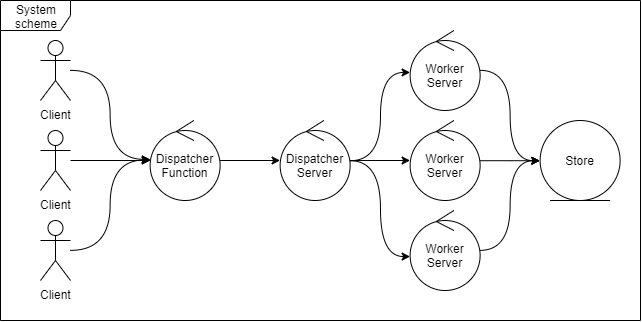 System
scheme
Client
Client
Client
Dispatcher
Function
Dispatcher
Server
Worker
Server
Worker
Server
Worker
Server
Store